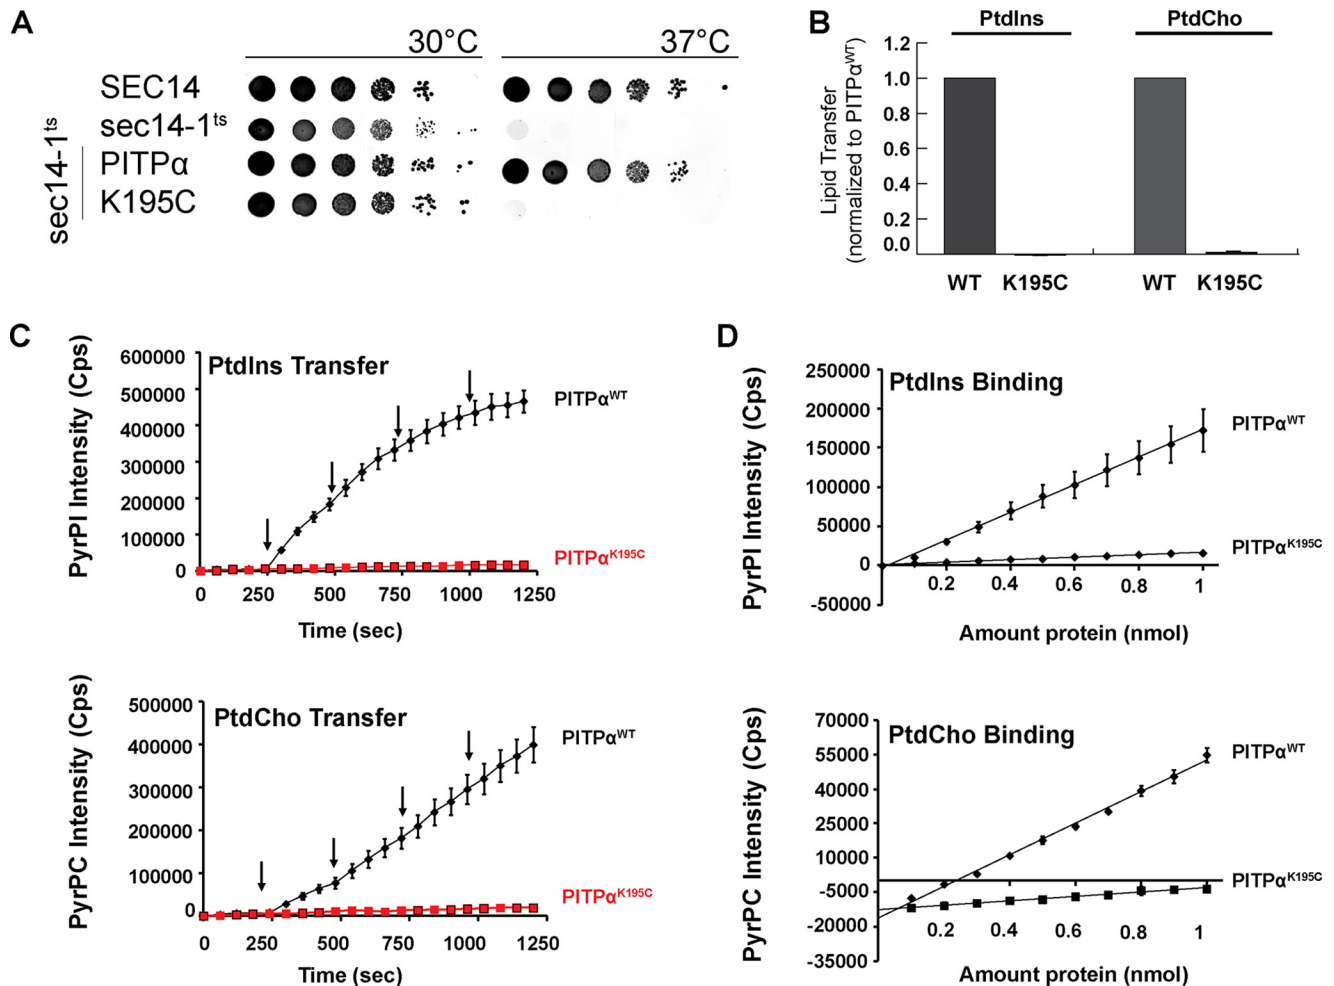 A
30°C
37°C
SEC14
sec14-1ts
PITPα
K195C
sec14-1ts
B
PtdIns
PtdCho
Lipid Transfer
(normalized to PITPαWT)
1.2
1.0
0.8
0.6
0.4
0.2
0.0
WT
K195C
WT
K195C
C
PtdIns Transfer
PyrPI Intensity (Cps)
600000
500000
400000
300000
200000
100000
0
PITPαWT
PITPαK195C
0
250
500
750
1000
1250
Time (sec)
PtdCho Transfer
PyrPC Intensity (Cps)
500000
400000
300000
200000
100000
0
PITPαWT
PITPαK195C
0
250
500
750
1000
1250
Time (sec)
D
PtdIns Binding
PyrPI Intensity (Cps)
250000
200000
150000
100000
50000
0
-50000
PITPαWT
PITPαK195C
0.2
0.4
0.6
0.8
1
Amount protein (nmol)
PtdCho Binding
PyrPC Intensity (Cps)
70000
55000
40000
25000
10000
-5000
-20000
-35000
PITPαWT
PITPαK195C
0.2
0.4
0.6
0.8
1
Amount protein (nmol)